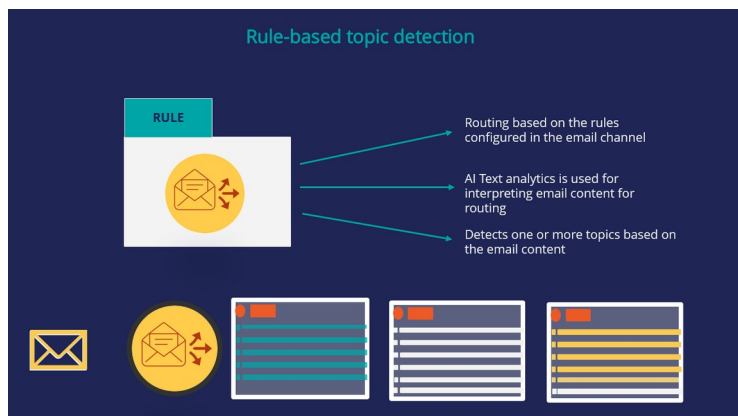 Rule-based topic detection
RULE
Routing based on the rules
configured in the email channel
AI Text analytics is used for
interpreting email content for
routing
Detects one or more topics based on
the email content